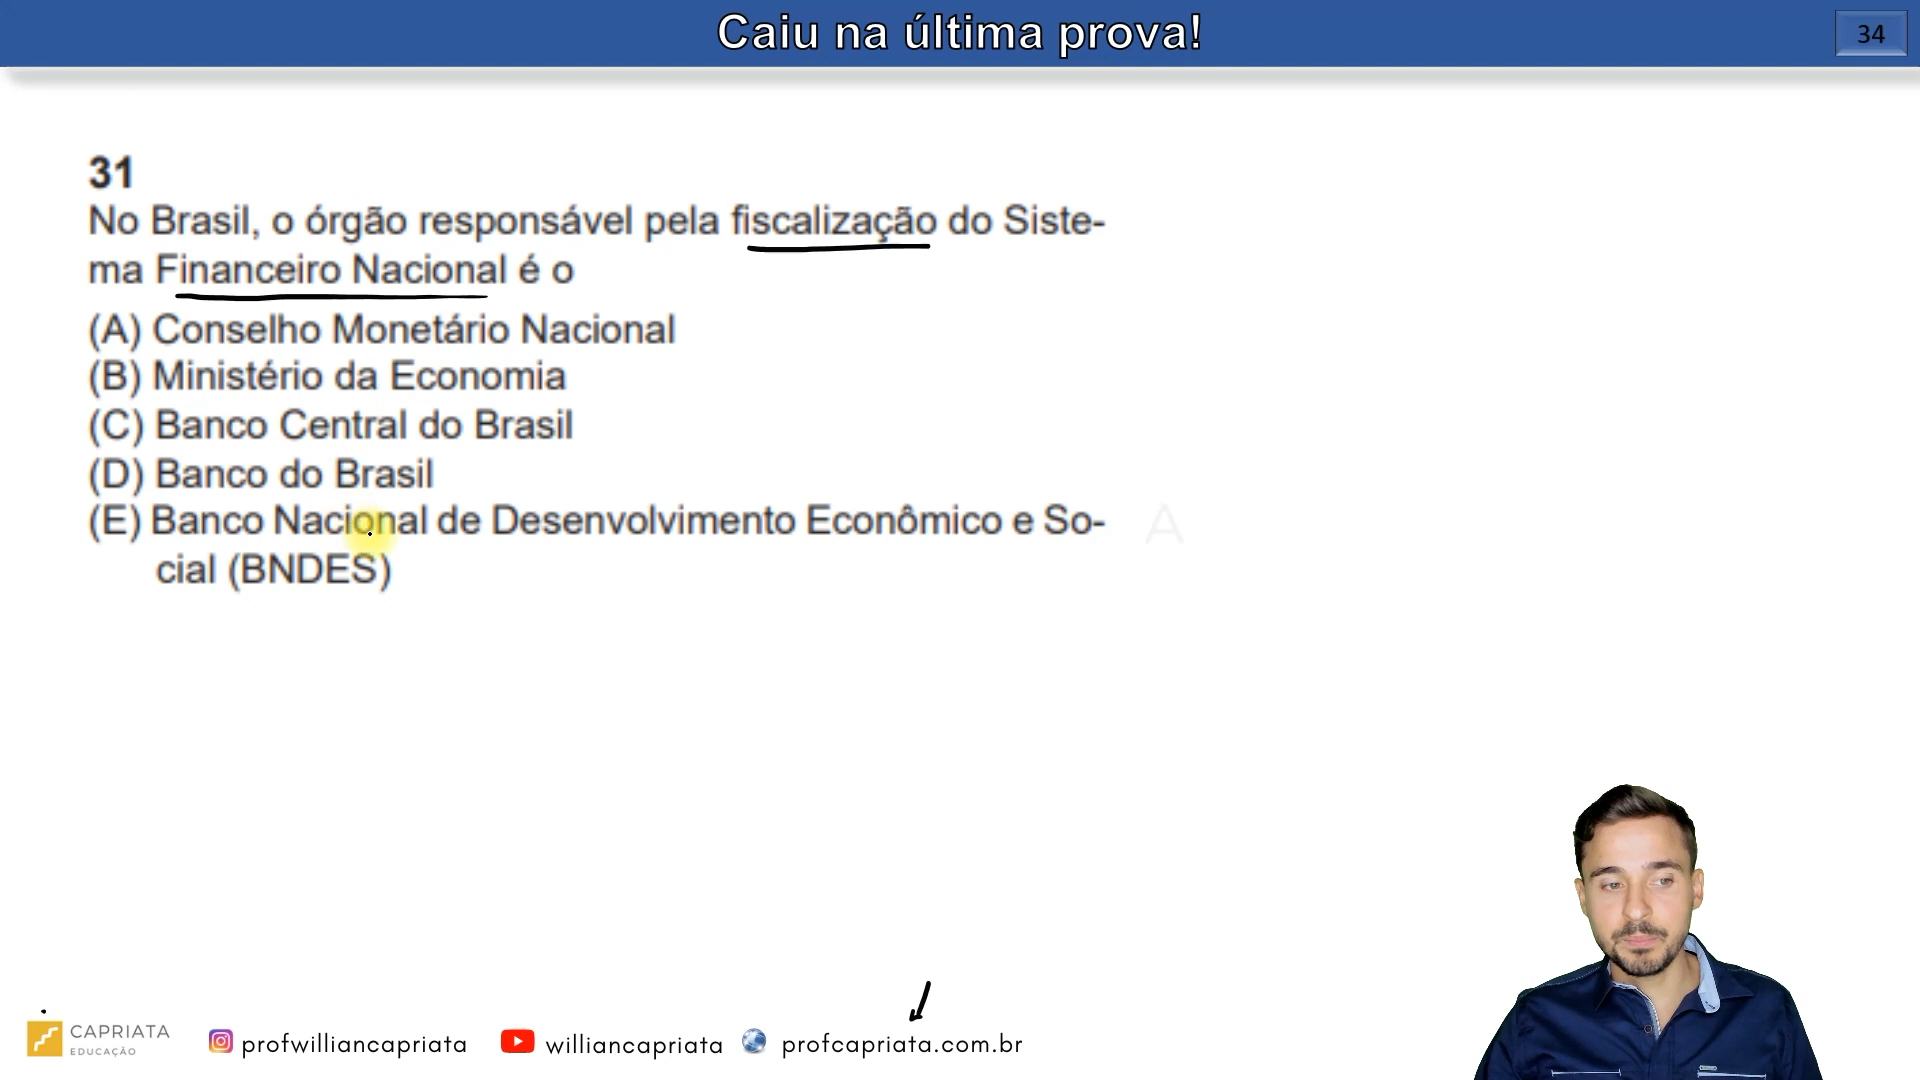 Caiu na última prova!
34
31
No Brasil, o órgão responsável pela fiscalização do Siste-
ma Financeiro Nacional é o
(A) Conselho Monetário Nacional
(B) Ministério da Economia
(C) Banco Central do Brasil
(D) Banco do Brasil
(E) Banco Nacional de Desenvolvimento Econômico e So-
cial (BNDES)
A
CAPRIATA
EDUCAÇÃO
profwilliancapriata
williancapriata
profcapriata.com.br